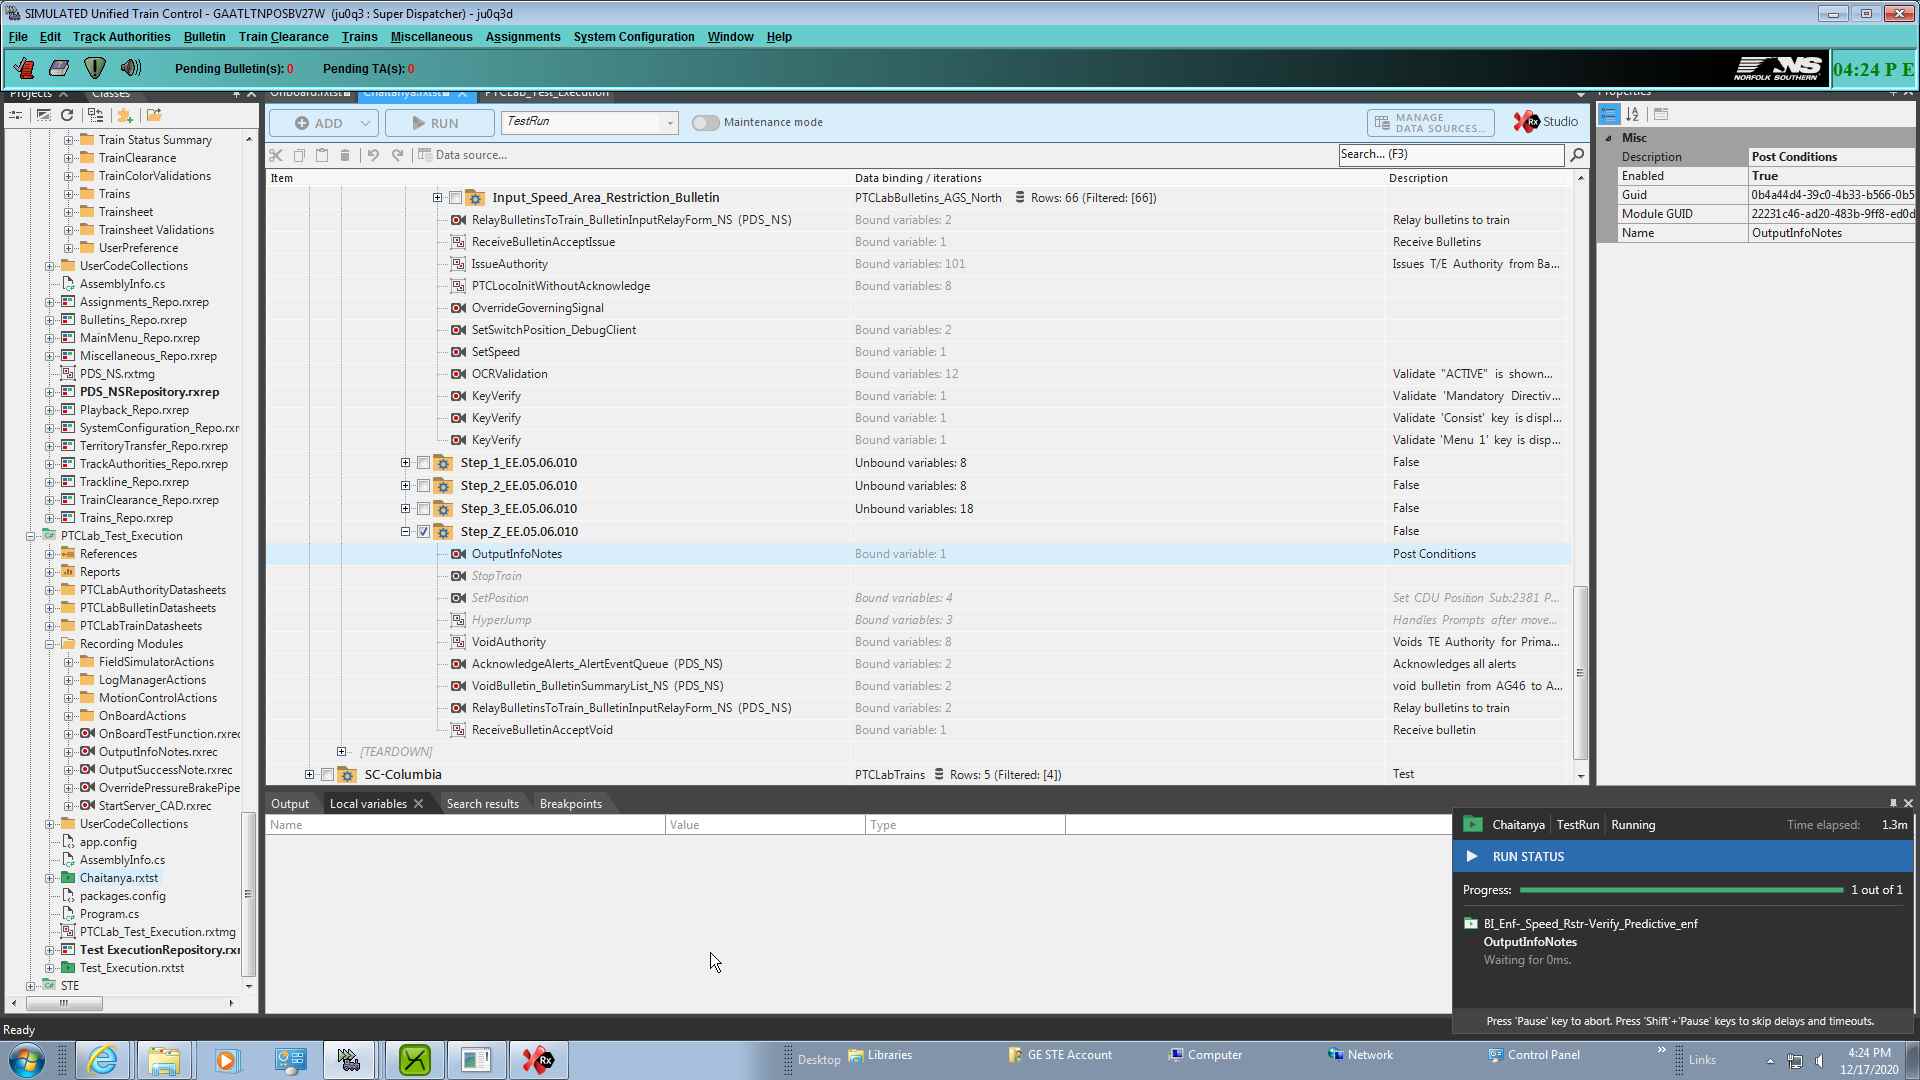 SIMULATED Unified Train Control - GAATLTNPOSBV27W (ju0q3 : Super Dispatcher) - ju0q3d
File Edit Track Authorities Bulletin Train Clearance Trains Miscellaneous Assignments System Configuration Window Help
Pending Bulletin(s): 0 Pending TA(s): 0
NS NORFOLK SOUTHERN
04:24 P E
Projects Classes
OnBoard.rxtst Chaitanya.rxtst PTCLab_Test_Execution
Properties
ADD RUN TestRun Maintenance mode MANAGE DATA SOURCES... Rx Studio
Data source... Search... (F3)
Item Data binding / iterations Description
Input_Speed_Area_Restriction_Bulletin PTCLabBulletins_AGS_North Rows: 66 (Filtered: [66])
RelayBulletinsToTrain_BulletinInputRelayForm_NS (PDS_NS) Bound variables: 2 Relay bulletins to train
ReceiveBulletinAcceptIssue Bound variable: 1 Receive Bulletins
IssueAuthority Bound variables: 101 Issues T/E Authority from Ba...
PTCLocoInitWithoutAcknowledge Bound variables: 8
OverrideGoverningSignal
SetSwitchPosition_DebugClient Bound variables: 2
SetSpeed Bound variable: 1
OCRValidation Bound variables: 12 Validate "ACTIVE" is shown...
KeyVerify Bound variable: 1 Validate 'Mandatory Directiv...
KeyVerify Bound variable: 1 Validate 'Consist' key is displ...
KeyVerify Bound variable: 1 Validate 'Menu 1' key is disp...
Step_1_EE.05.06.010 Unbound variables: 8 False
Step_2_EE.05.06.010 Unbound variables: 8 False
Step_3_EE.05.06.010 Unbound variables: 18 False
Step_Z_EE.05.06.010 False
OutputInfoNotes Bound variable: 1 Post Conditions
StopTrain
SetPosition Bound variables: 4 Set CDU Position Sub:2381 P...
HyperJump Bound variables: 3 Handles Prompts after move...
VoidAuthority Bound variables: 8 Voids TE Authority for Prima...
AcknowledgeAlerts_AlertEventQueue (PDS_NS) Bound variables: 2 Acknowledges all alerts
VoidBulletin_BulletinSummaryList_NS (PDS_NS) Bound variables: 2 void bulletin from AG46 to A...
RelayBulletinsToTrain_BulletinInputRelayForm_NS (PDS_NS) Bound variables: 2 Relay bulletins to train
ReceiveBulletinAcceptVoid Bound variable: 1 Receive bulletin
[TEARDOWN]
SC-Columbia PTCLabTrains Rows: 5 (Filtered: [4]) Test
Train Status Summary
TrainClearance
TrainColorValidations
Trains
Trainsheet
Trainsheet Validations
UserPreference
UserCodeCollections
AssemblyInfo.cs
Assignments_Repo.rxrep
Bulletins_Repo.rxrep
MainMenu_Repo.rxrep
Miscellaneous_Repo.rxrep
PDS_NS.rxtmg
PDS_NSRepository.rxrep
Playback_Repo.rxrep
SystemConfiguration_Repo.rxr
TerritoryTransfer_Repo.rxrep
TrackAuthorities_Repo.rxrep
Trackline_Repo.rxrep
TrainClearance_Repo.rxrep
Trains_Repo.rxrep
PTCLab_Test_Execution
References
Reports
PTCLabAuthorityDatasheets
PTCLabBulletinDatasheets
PTCLabTrainDatasheets
Recording Modules
FieldSimulatorActions
LogManagerActions
MotionControlActions
OnBoardActions
OnBoardTestFunction.rxrec
OutputInfoNotes.rxrec
OutputSuccessNote.rxrec
OverridePressureBrakePipe
StartServer_CAD.rxrec
UserCodeCollections
app.config
AssemblyInfo.cs
Chaitanya.rxtst
packages.config
Program.cs
PTCLab_Test_Execution.rxtmg
Test ExecutionRepository.rxr
Test_Execution.rxtst
STE
Misc
Description Post Conditions
Enabled True
Guid 0b4a44d4-39c0-4b33-b566-0b5
Module GUID 22231c46-ad20-483b-9ff8-ed0d
Name OutputInfoNotes
Output Local variables Search results Breakpoints
Name Value Type
Chaitanya TestRun Running Time elapsed: 1.3m
RUN STATUS
Progress: 1 out of 1
BI_Enf-_Speed_Rstr-Verify_Predictive_enf
OutputInfoNotes
Waiting for 0ms.
Press 'Pause' key to abort. Press 'Shift'+'Pause' keys to skip delays and timeouts.
Ready
Desktop Libraries GE STE Account Computer Network Control Panel » Links
4:24 PM
12/17/2020